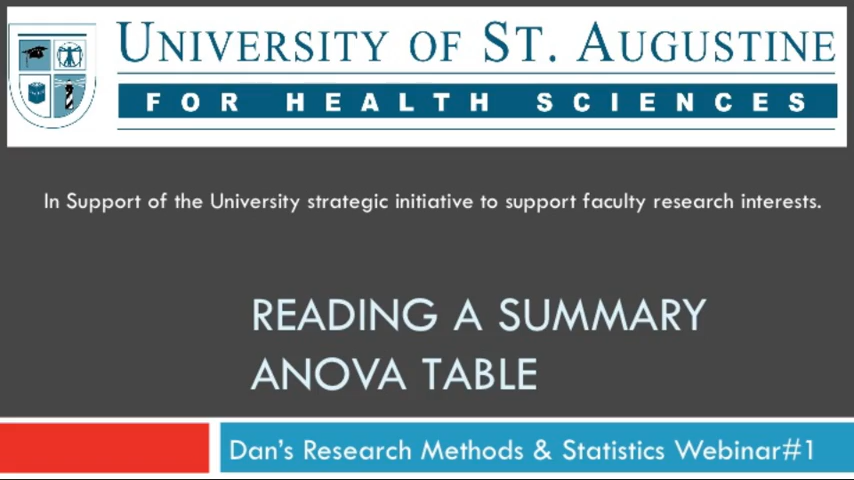 UNIVERSITY OF ST. AUGUSTINE
FOR HEALTH SCIENCES
In Support of the University strategic initiative to support faculty research interests.
READING A SUMMARY
ANOVA TABLE
Dan's Research Methods & Statistics Webinar#1